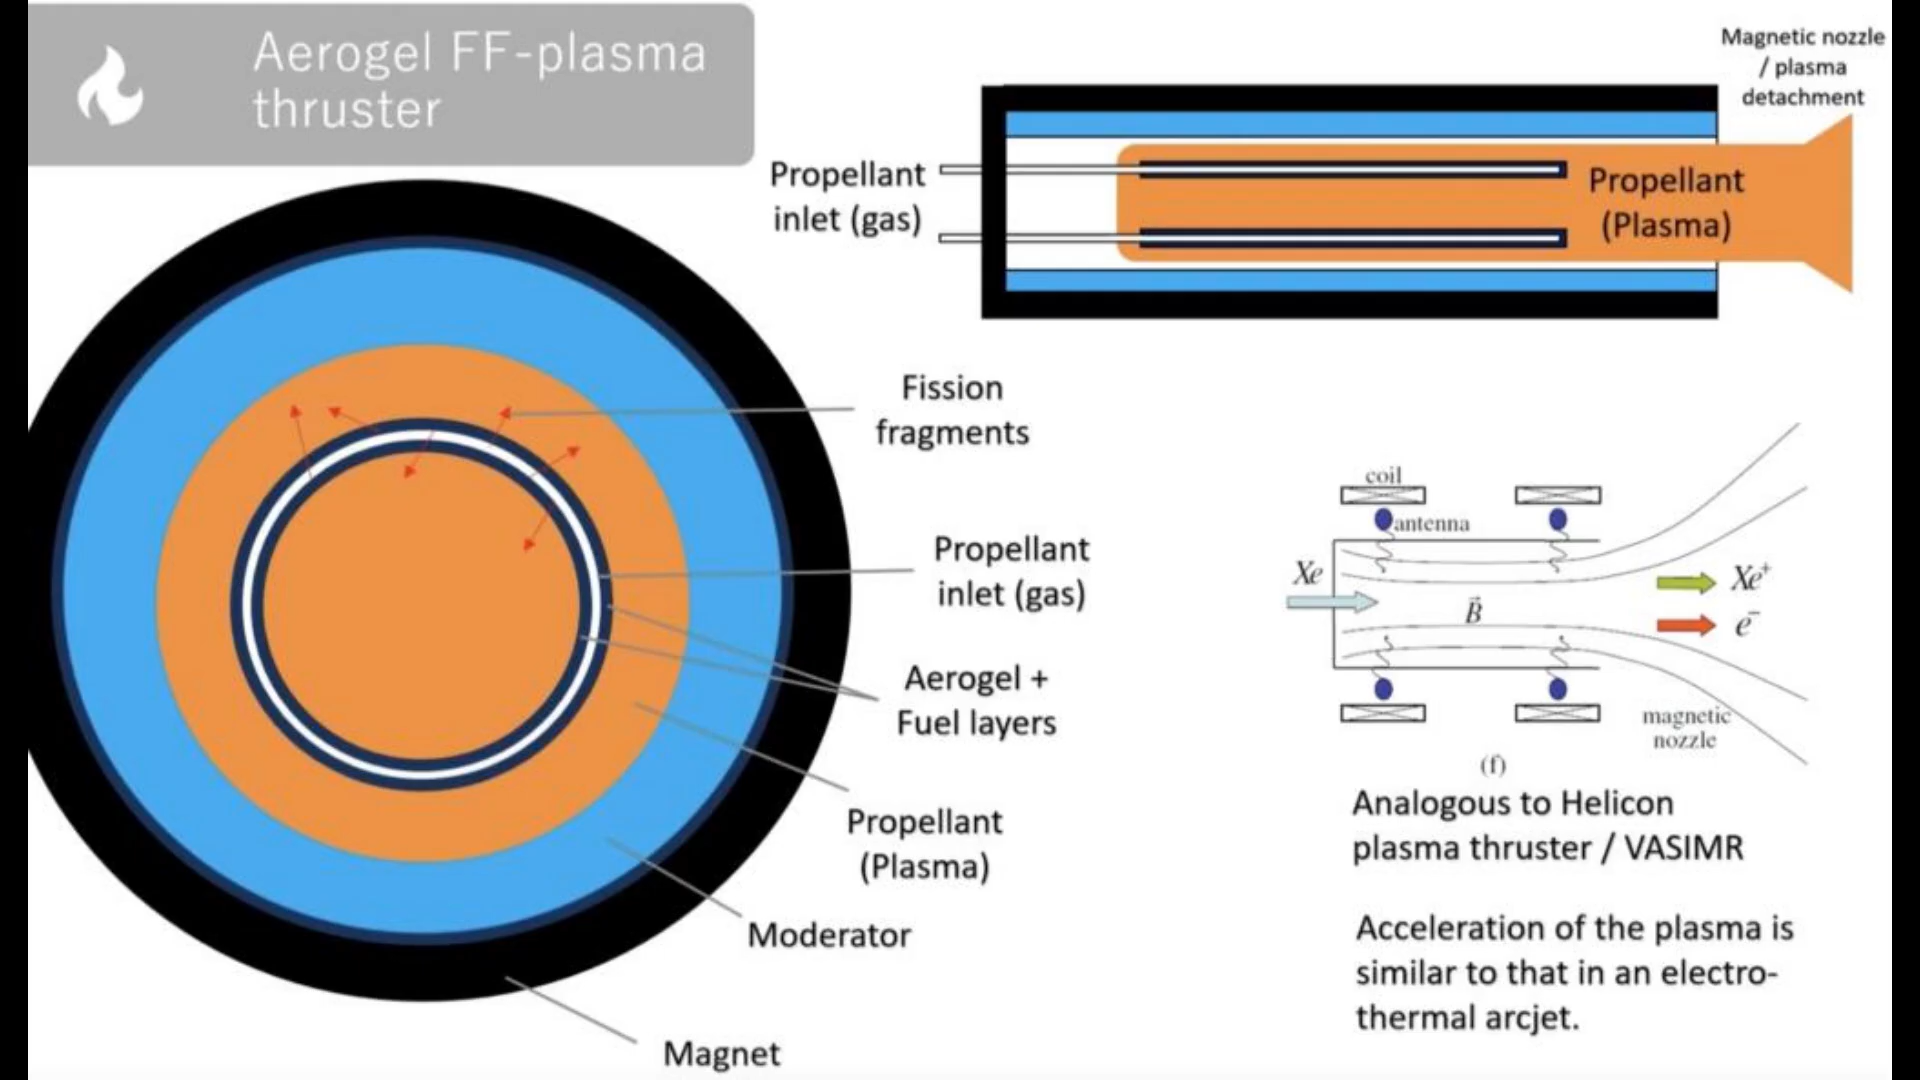 Aerogel FF-plasma
thruster
Magnetic nozzle
/ plasma
detachment
Propellant
inlet (gas)
Propellant
(Plasma)
Fission
fragments
Propellant
inlet (gas)
Aerogel +
Fuel layers
Propellant
(Plasma)
Moderator
Magnet
coil
antenna
Xe
B⃗
Xe⁺
e⁻
magnetic
nozzle
(f)
Analogous to Helicon
plasma thruster / VASIMR
Acceleration of the plasma is
similar to that in an electro-
thermal arcjet.